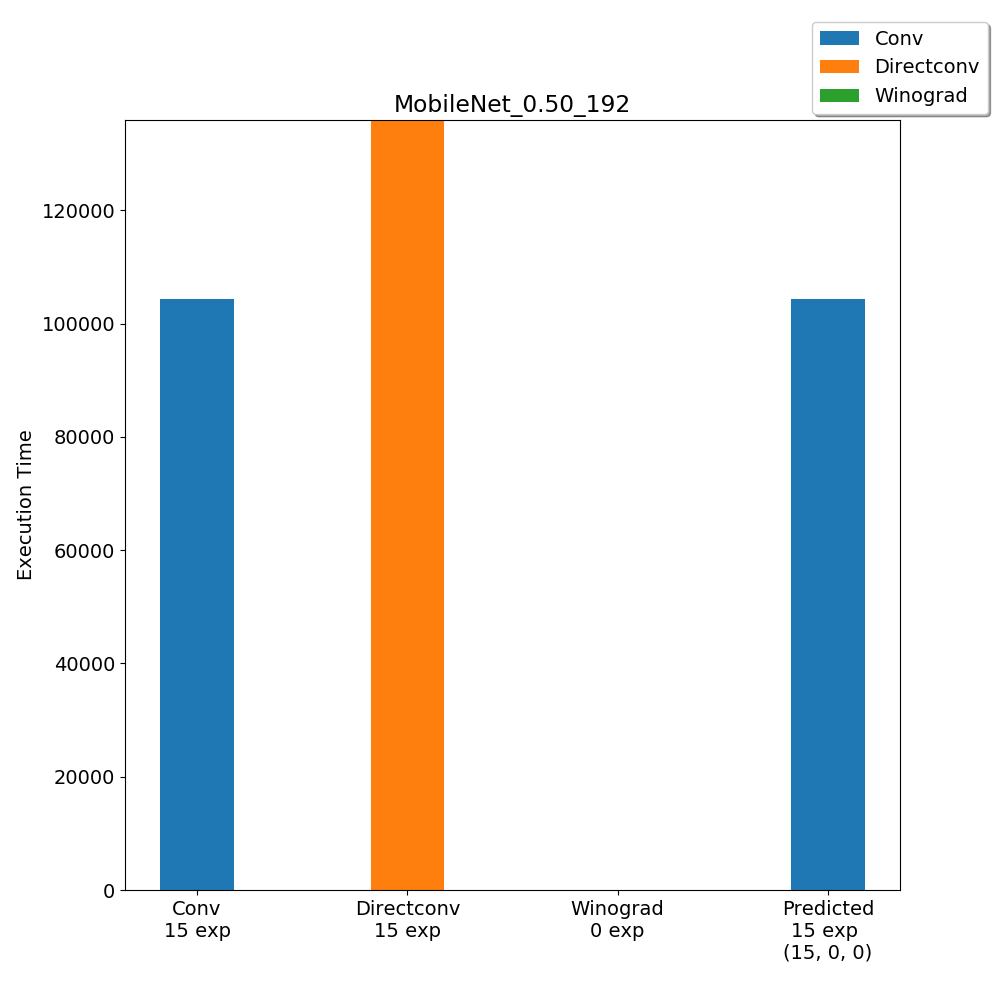 Conv
Directconv
Winograd
MobileNet_0.50_192
120000
100000
80000
60000
40000
20000
0
Execution Time
Conv
15 exp
Directconv
15 exp
Winograd
0 exp
Predicted
15 exp
(15, 0, 0)